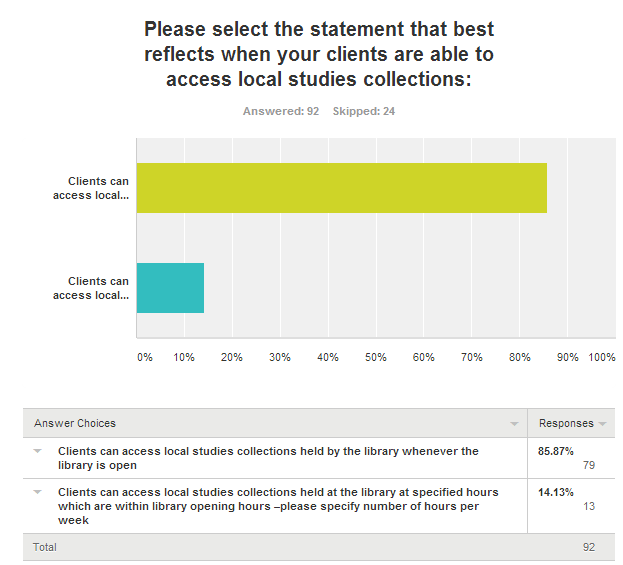 Please select the statement that best
reflects when your clients are able to
access local studies collections:
Answered: 92 Skipped: 24
Clients can
access local...
Clients can
access local...
0% 10% 20% 30% 40% 50% 60% 70% 80% 90% 100%
Answer Choices Responses
Clients can access local studies collections held by the library whenever the
library is open
85.87%
79
Clients can access local studies collections held at the library at specified hours
which are within library opening hours –please specify number of hours per
week
14.13%
13
Total 92